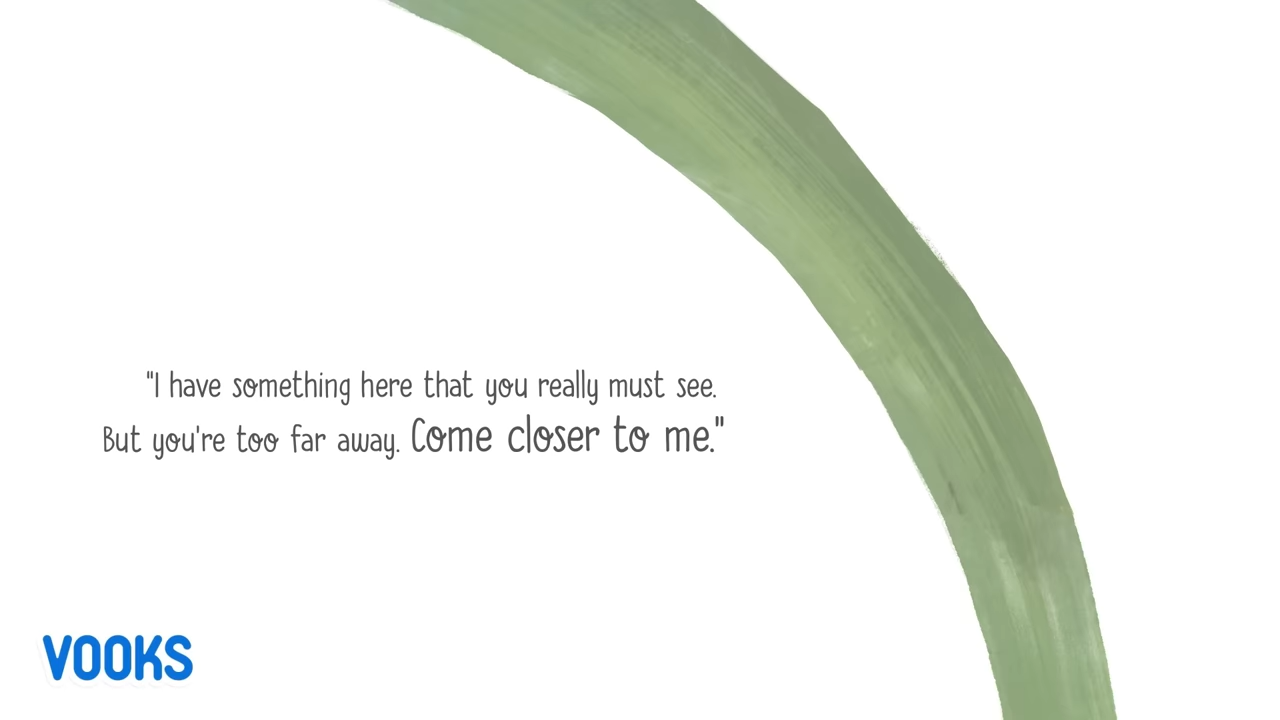 "I have something here that you really must see.
But you're too far away. Come closer to me."
VOOKS